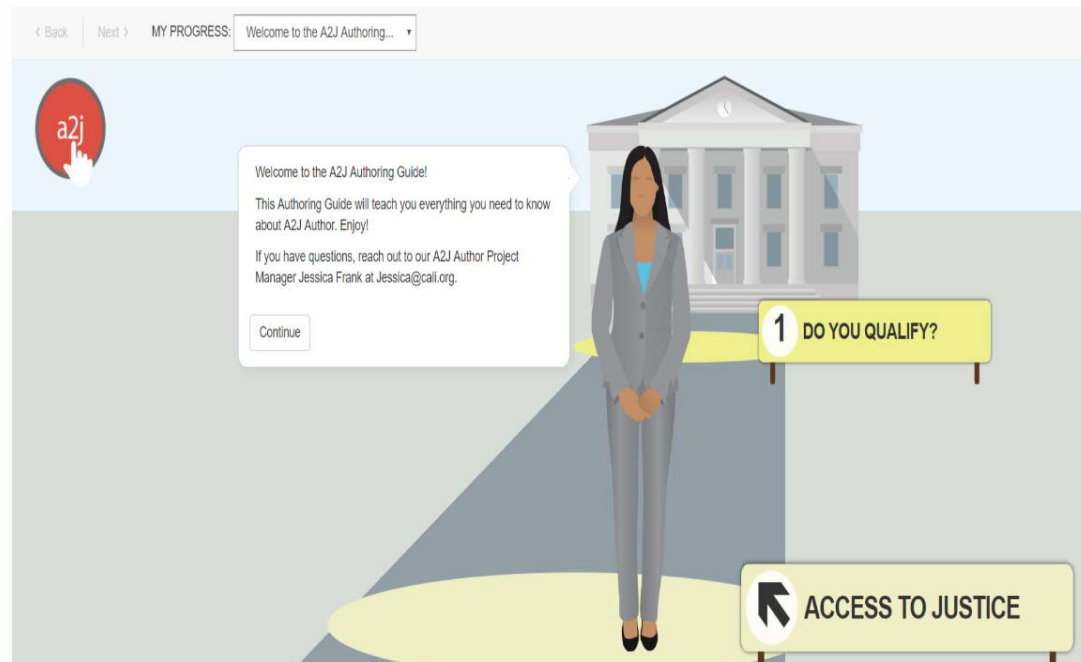 ‹ Back Next › MY PROGRESS: Welcome to the A2J Authoring...
a2j
Welcome to the A2J Authoring Guide!
This Authoring Guide will teach you everything you need to know
about A2J Author. Enjoy!
If you have questions, reach out to our A2J Author Project
Manager Jessica Frank at Jessica@cali.org.
Continue
1 DO YOU QUALIFY?
ACCESS TO JUSTICE